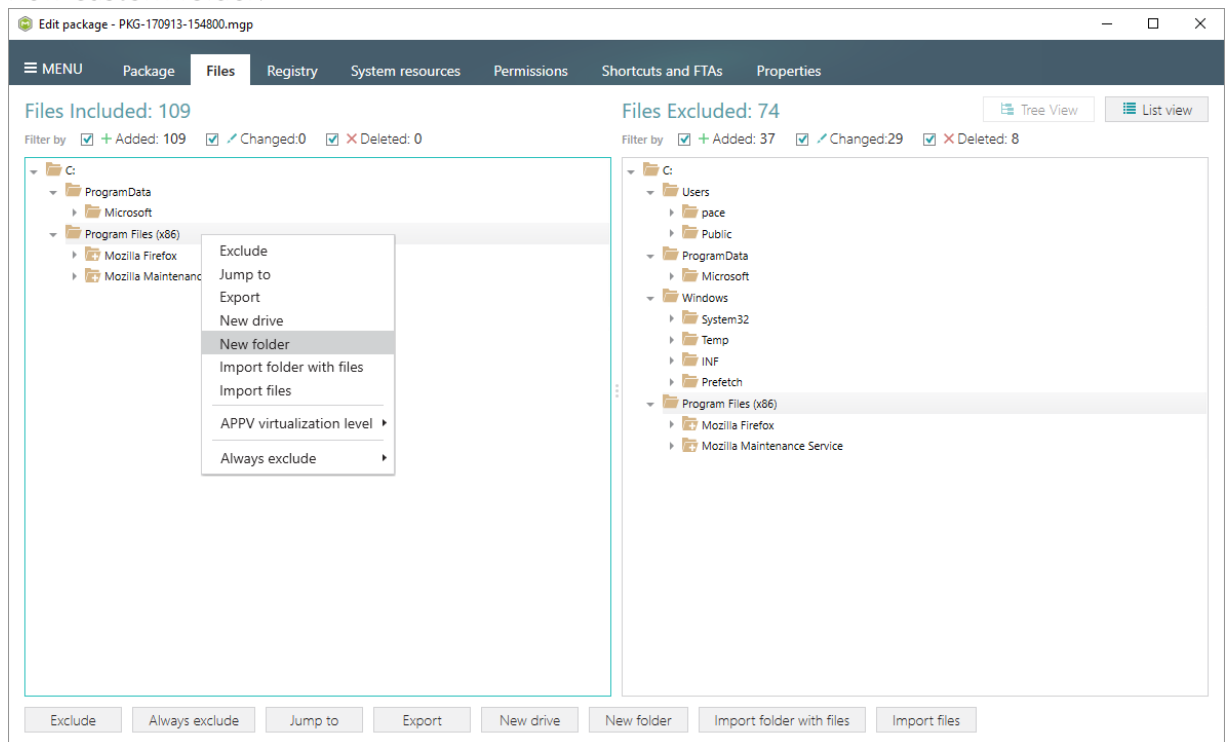 Edit package - PKG-170913-154800.mgp
MENU Package Files Registry System resources Permissions Shortcuts and FTAs Properties
Files Included: 109
Filter by + Added: 109 Changed:0 Deleted: 0
C:
ProgramData
Microsoft
Program Files (x86)
Mozilla Firefox
Mozilla Maintenanc
Exclude
Jump to
Export
New drive
New folder
Import folder with files
Import files
APPV virtualization level
Always exclude
Files Excluded: 74
Tree View List view
Filter by + Added: 37 Changed:29 Deleted: 8
C:
Users
pace
Public
ProgramData
Microsoft
Windows
System32
Temp
INF
Prefetch
Program Files (x86)
Mozilla Firefox
Mozilla Maintenance Service
Exclude Always exclude Jump to Export New drive New folder Import folder with files Import files